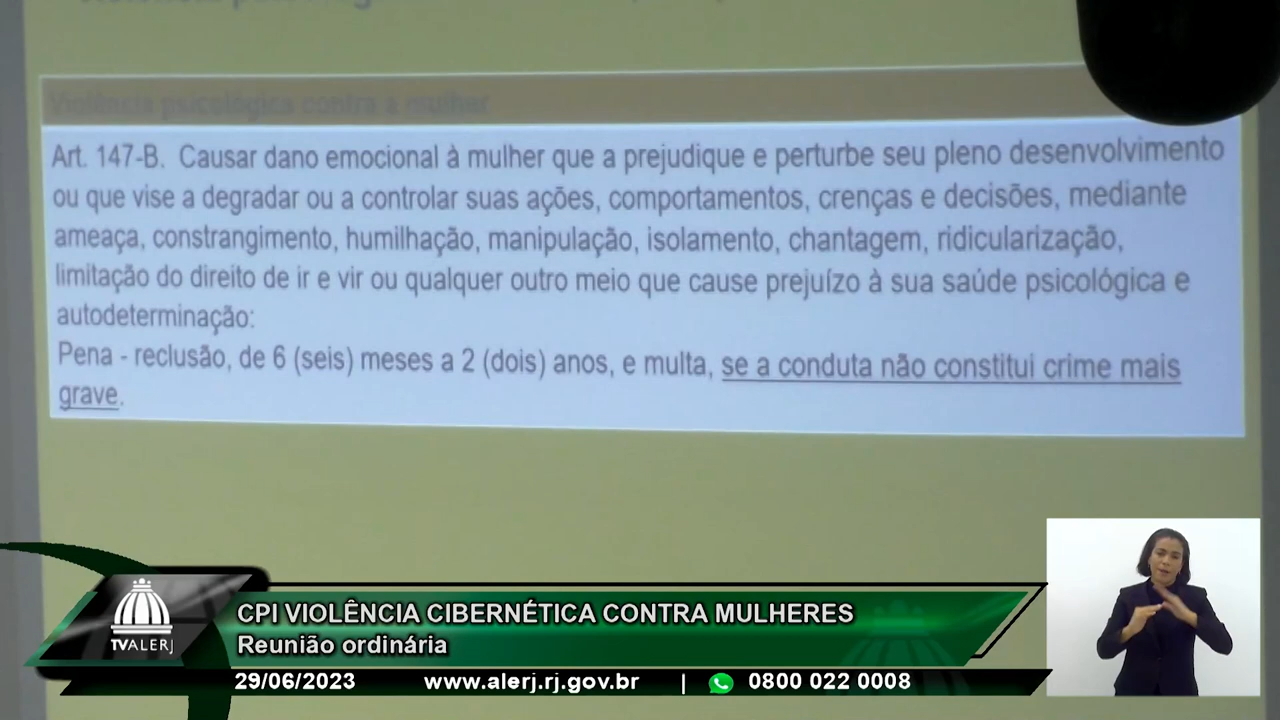 Violência psicológica contra a mulher
Art. 147-B. Causar dano emocional à mulher que a prejudique e perturbe seu pleno desenvolvimento
ou que vise a degradar ou a controlar suas ações, comportamentos, crenças e decisões, mediante
ameaça, constrangimento, humilhação, manipulação, isolamento, chantagem, ridicularização,
limitação do direito de ir e vir ou qualquer outro meio que cause prejuízo à sua saúde psicológica e
autodeterminação:
Pena - reclusão, de 6 (seis) meses a 2 (dois) anos, e multa, se a conduta não constitui crime mais
grave.
CPI VIOLÊNCIA CIBERNÉTICA CONTRA MULHERES
Reunião ordinária
TVALERJ
29/06/2023 www.alerj.rj.gov.br | 0800 022 0008